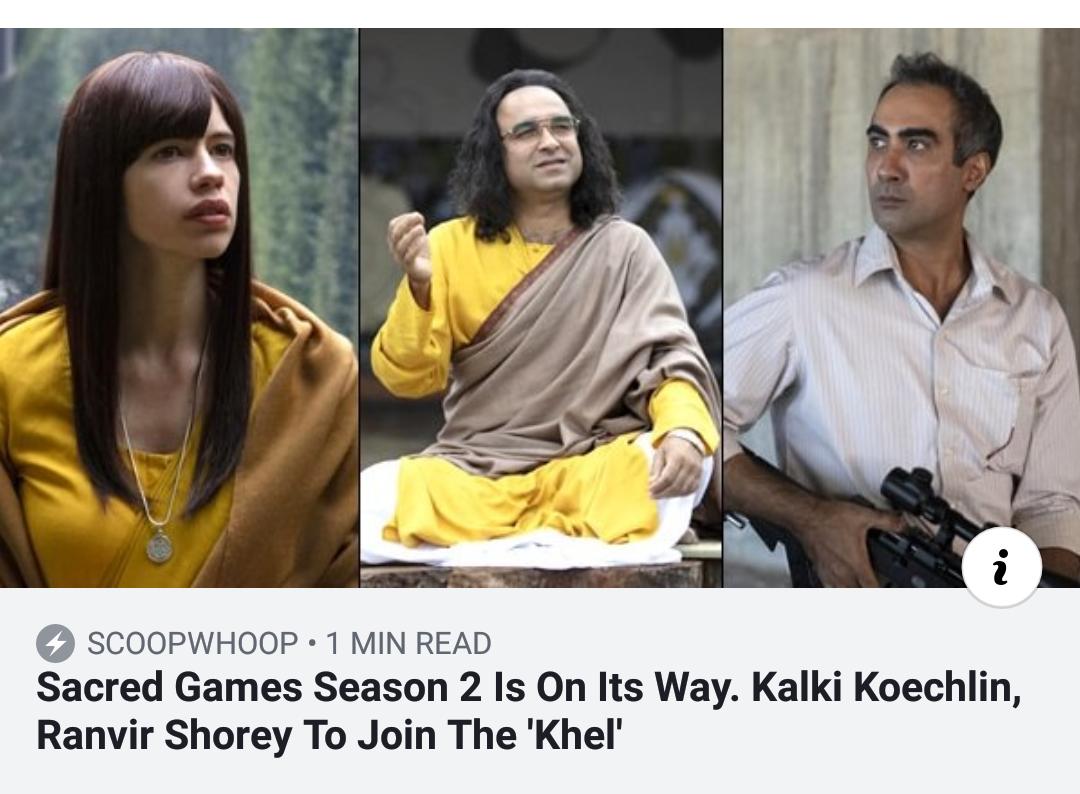 SCOOPWHOOP • 1 MIN READ
Sacred Games Season 2 Is On Its Way. Kalki Koechlin,
Ranvir Shorey To Join The 'Khel'